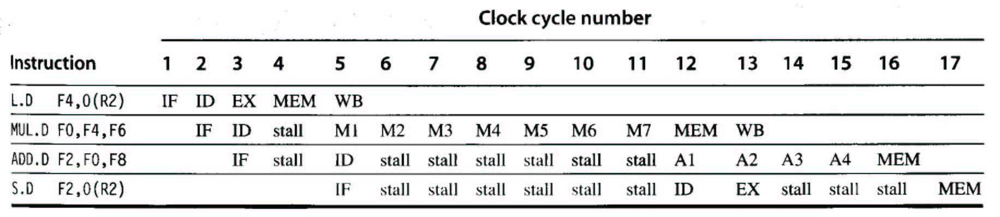 Clock cycle number
Instruction 1 2 3 4 5 6 7 8 9 10 11 12 13 14 15 16 17
L.D F4,0(R2) IF ID EX MEM WB
MUL.D F0,F4,F6 IF ID stall M1 M2 M3 M4 M5 M6 M7 MEM WB
ADD.D F2,F0,F8 IF stall ID stall stall stall stall stall stall A1 A2 A3 A4 MEM
S.D F2,0(R2) IF stall stall stall stall stall stall ID EX stall stall stall MEM